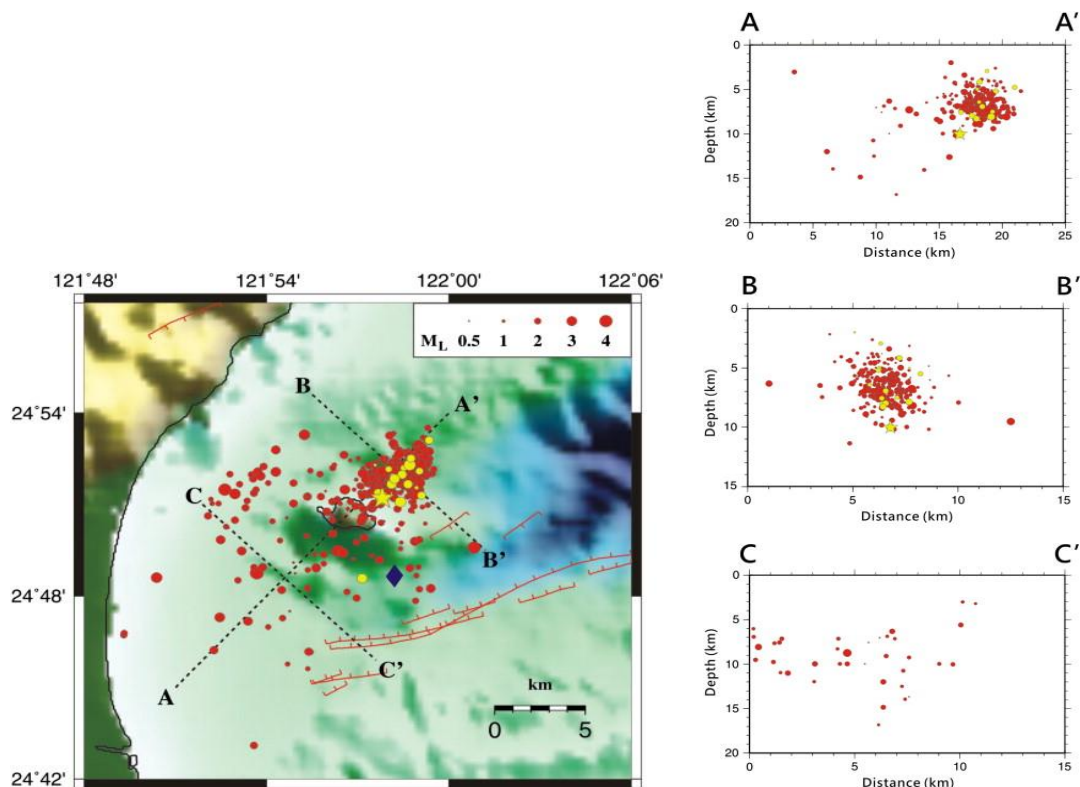 A A'
0
5
10
15
20
Depth (km)
0 5 10 15 20 25
Distance (km)
B B'
0
5
10
15
Depth (km)
0 5 10 15
Distance (km)
C C'
0
5
10
15
20
Depth (km)
0 5 10 15
Distance (km)
121˚48' 121˚54' 122˚00' 122˚06'
M_L 0.5 1 2 3 4
24˚54'
24˚48'
24˚42'
B
A'
C
B'
C'
A
km
0 5